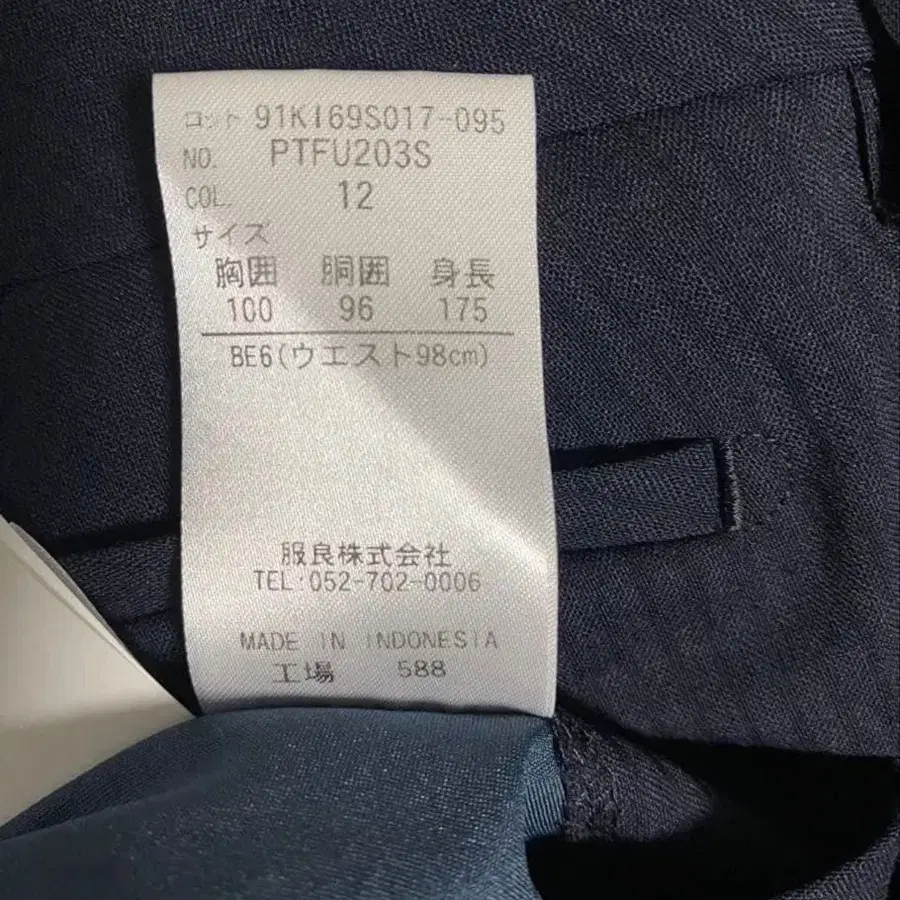 ロット 91KI69S017-095
NO. PTFU203S
COL. 12
サイズ
胸囲 胴囲 身長
100 96 175
BE6(ウエスト98cm)
服良株式会社
TEL:052-702-0006
MADE IN INDONESIA
工場 588